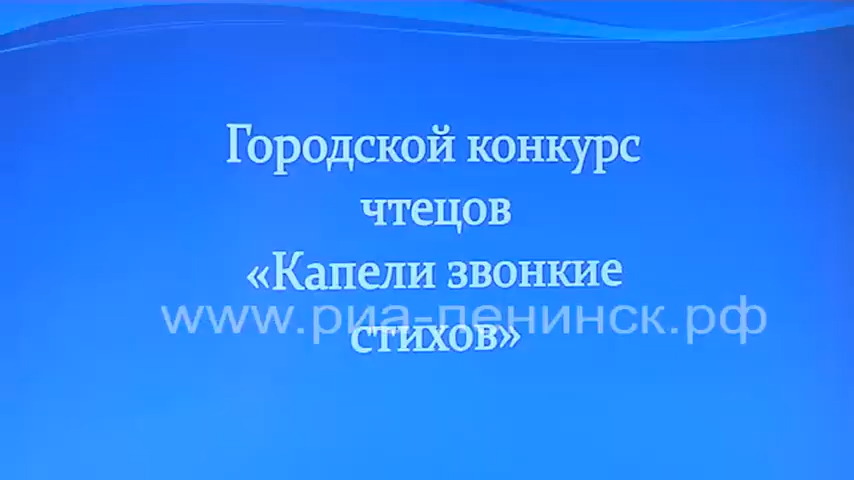 Городской конкурс
чтецов
«Капели звонкие
www.риа-ленинск.рф
стихов»